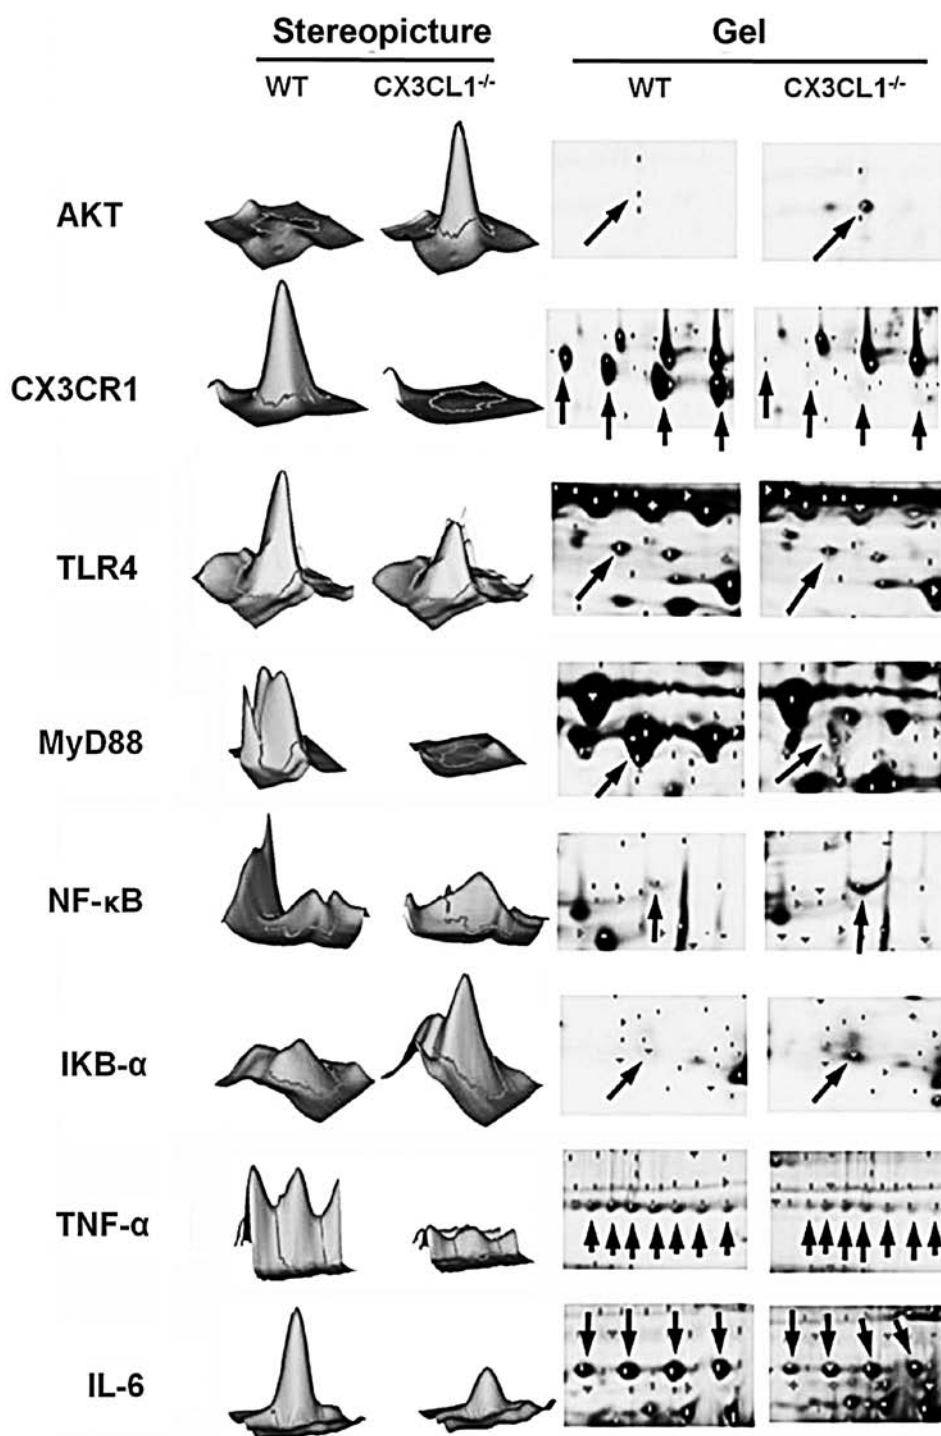 Stereopicture Gel
WT CX3CL1-/- WT CX3CL1-/-
AKT
CX3CR1
TLR4
MyD88
NF-κB
IKB-α
TNF-α
IL-6